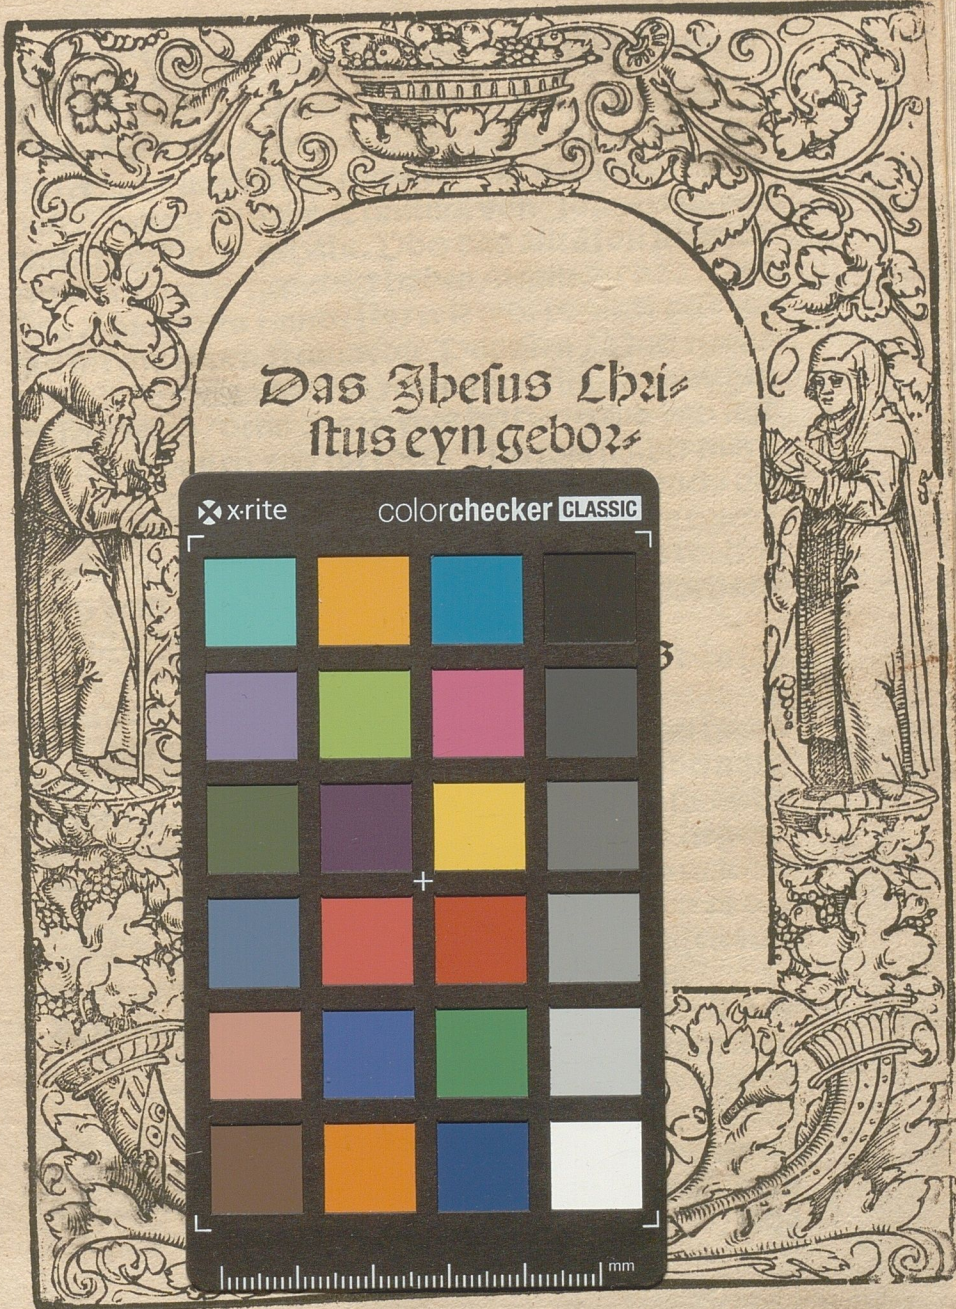 Das Jhesus Chri⸗
stus eyn gebor⸗
x·rite colorchecker CLASSIC
mm